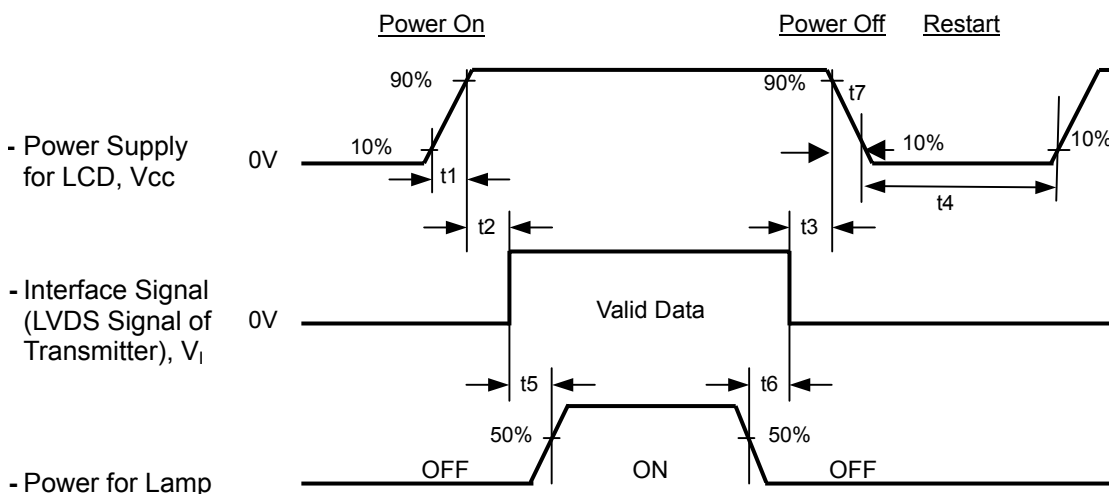 Power On Power Off Restart
90% 90% t7
- Power Supply
for LCD, Vcc
0V 10% 10% 10%
t1 t4
t2 t3
- Interface Signal
(LVDS Signal of
Transmitter), VI
0V Valid Data
t5 t6
50% 50%
OFF ON OFF
- Power for Lamp